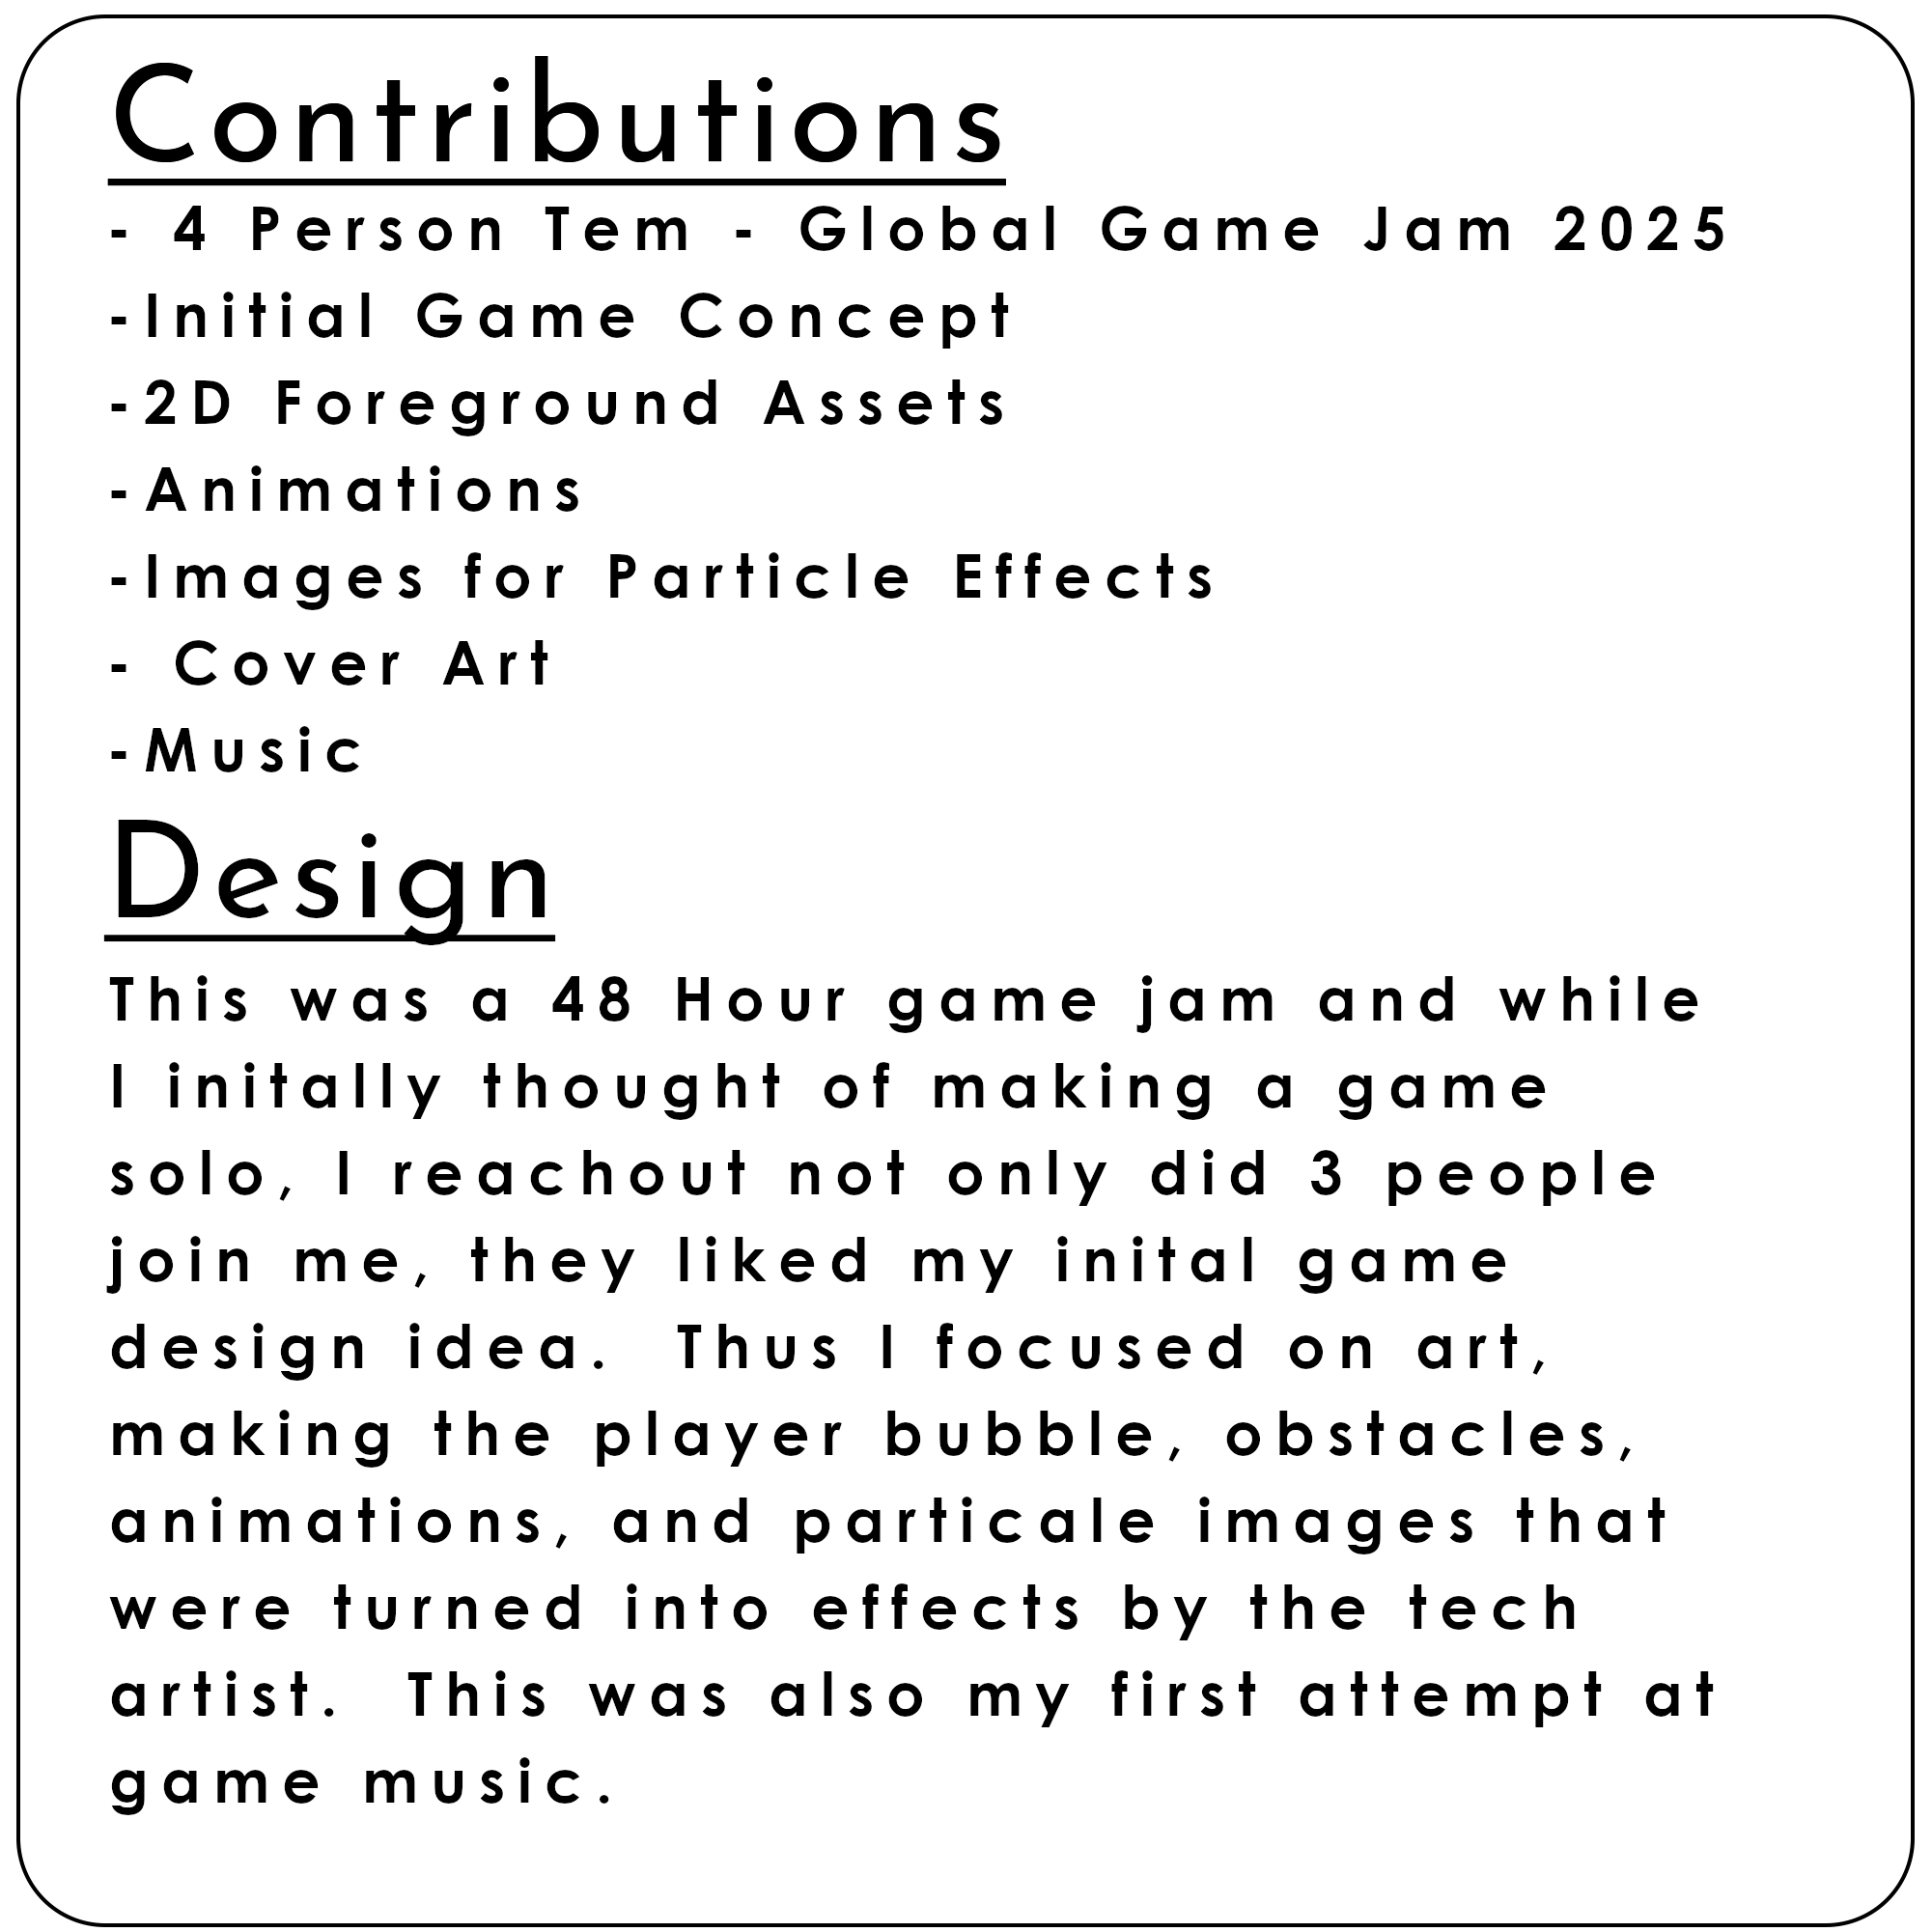 Contributions
- 4 Person Tem - Global Game Jam 2025
-Initial Game Concept
-2D Foreground Assets
-Animations
-Images for Particle Effects
- Cover Art
-Music
Design
This was a 48 Hour game jam and while
I initally thought of making a game
solo, I reachout not only did 3 people
join me, they liked my inital game
design idea.  Thus I focused on art,
making the player bubble, obstacles,
animations, and particale images that
were turned into effects by the tech
artist.  This was also my first attempt at
game music.